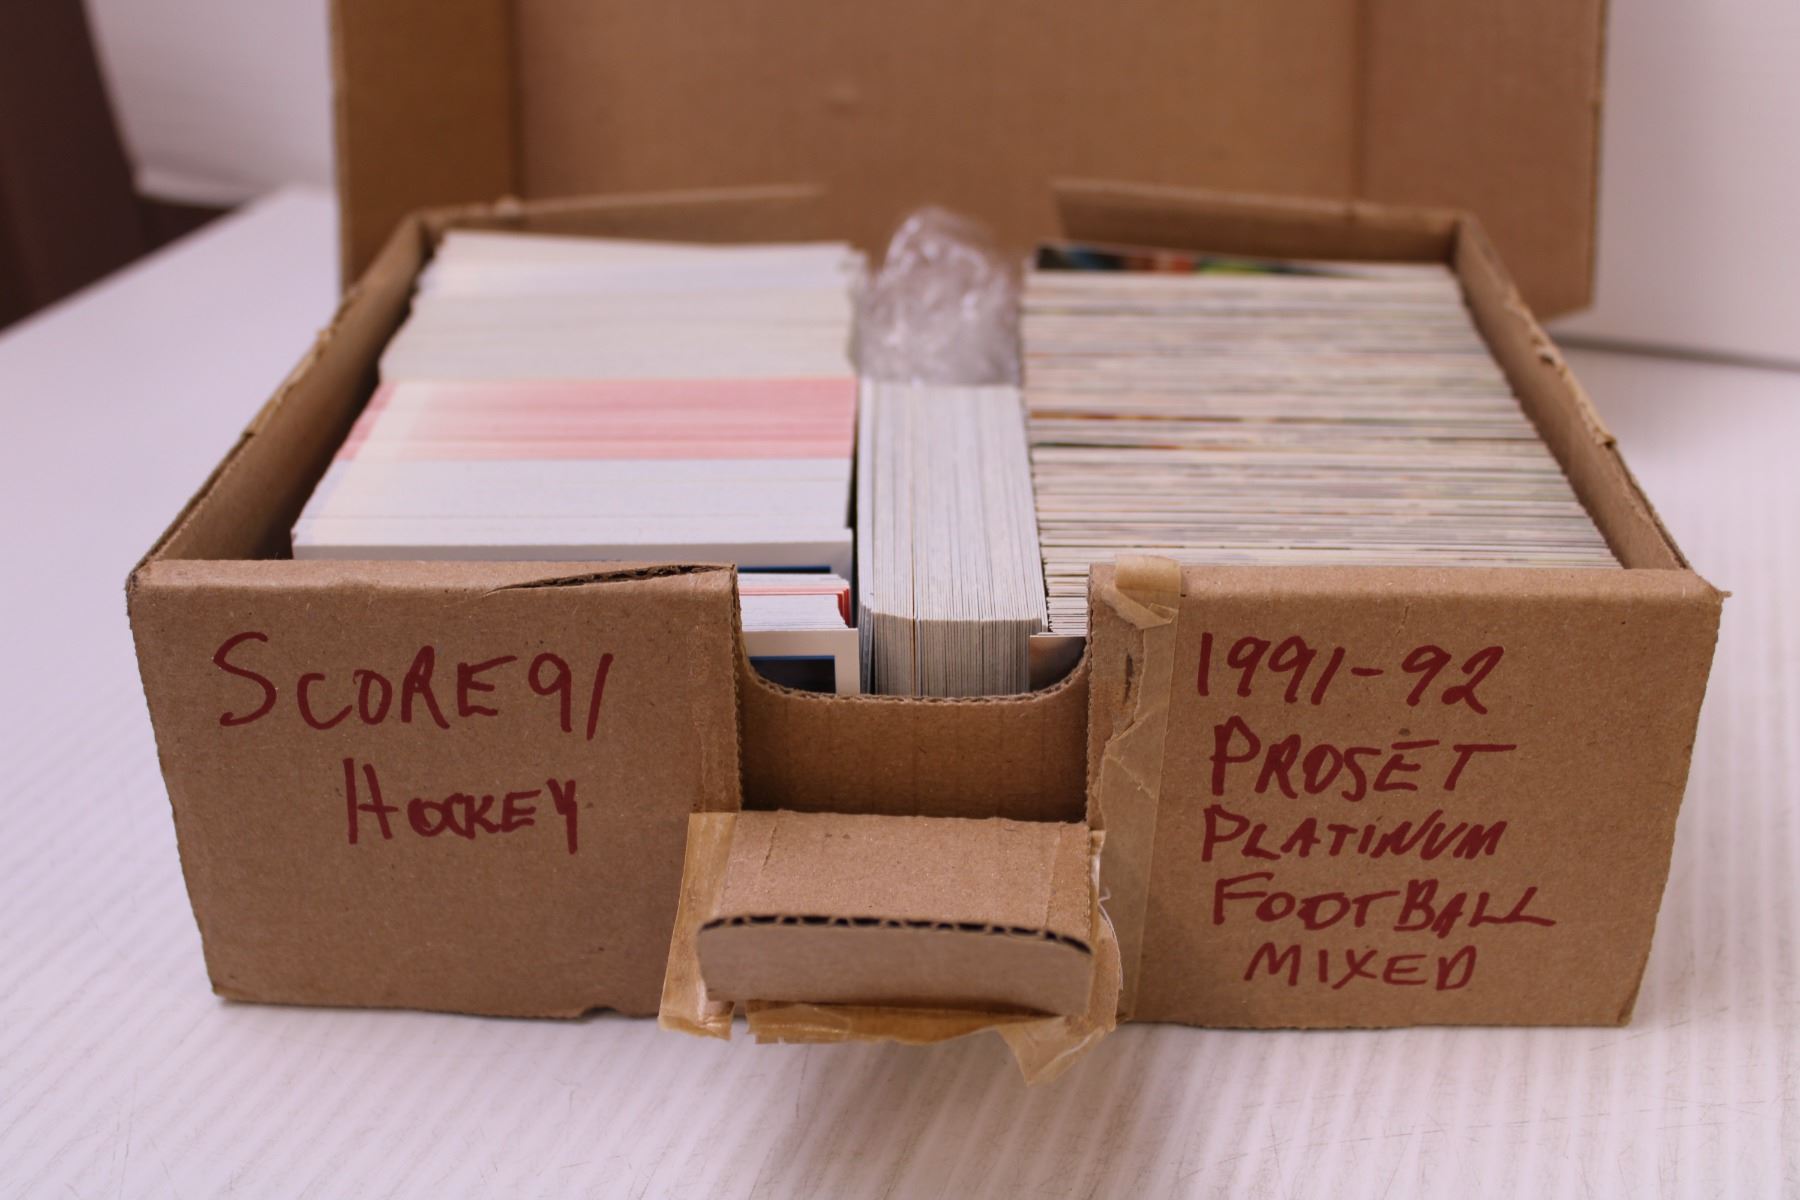 SCORE 91
HOCKEY
1991-92
PROSET
PLATINUM
FOOTBALL
MIXED